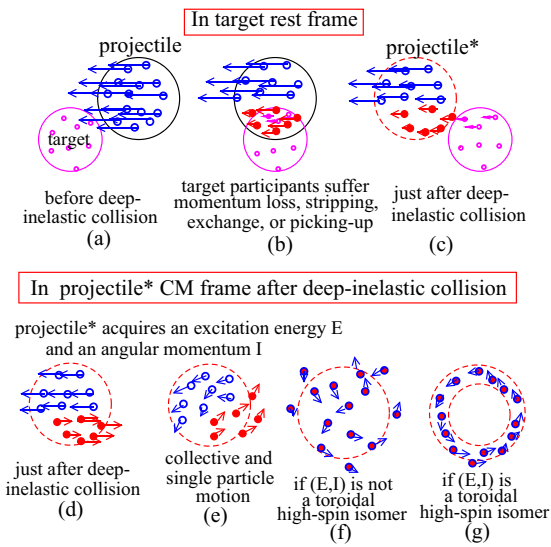 In target rest frame
projectile
projectile*
target
before deep-
inelastic collision
(a)
target participants suffer
momentum loss, stripping,
exchange, or picking-up
(b)
just after deep-
inelastic collision
(c)
In projectile* CM frame after deep-inelastic collision
projectile* acquires an excitation energy E
and an angular momentum I
just after deep-
inelastic collision
(d)
collective and
single particle
motion
(e)
if (E,I) is not
a toroidal
high-spin isomer
(f)
if (E,I) is
a toroidal
high-spin isomer
(g)